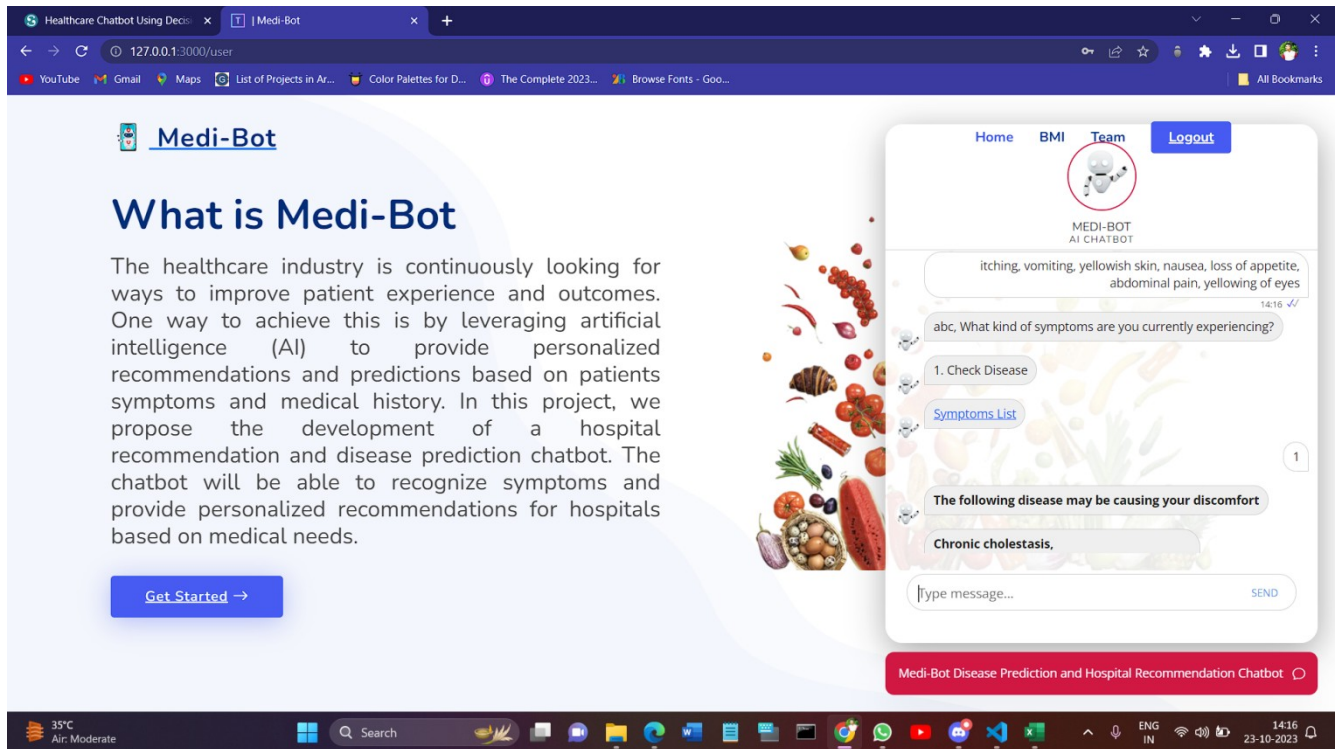 Healthcare Chatbot Using Decis
T | Medi-Bot
127.0.0.1:3000/user
YouTube Gmail Maps List of Projects in Ar... Color Palettes for D... The Complete 2023... Browse Fonts - Goo... All Bookmarks
Medi-Bot
Home BMI Team Logout
What is Medi-Bot
The healthcare industry is continuously looking for
ways to improve patient experience and outcomes.
One way to achieve this is by leveraging artificial
intelligence (AI) to provide personalized
recommendations and predictions based on patients
symptoms and medical history. In this project, we
propose the development of a hospital
recommendation and disease prediction chatbot. The
chatbot will be able to recognize symptoms and
provide personalized recommendations for hospitals
based on medical needs.
Get Started →
MEDI-BOT
AI CHATBOT
itching, vomiting, yellowish skin, nausea, loss of appetite,
abdominal pain, yellowing of eyes
14:16
abc, What kind of symptoms are you currently experiencing?
1. Check Disease
Symptoms List
1
The following disease may be causing your discomfort
Chronic cholestasis,
Type message... SEND
Medi-Bot Disease Prediction and Hospital Recommendation Chatbot
35°C
Air: Moderate
Search
ENG
IN
14:16
23-10-2023